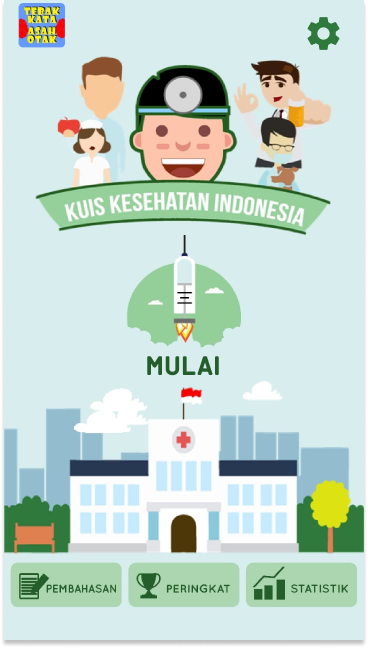 TEBAK
KATA
ASAH
OTAK
KUIS KESEHATAN INDONESIA
MULAI
PEMBAHASAN
PERINGKAT
STATISTIK